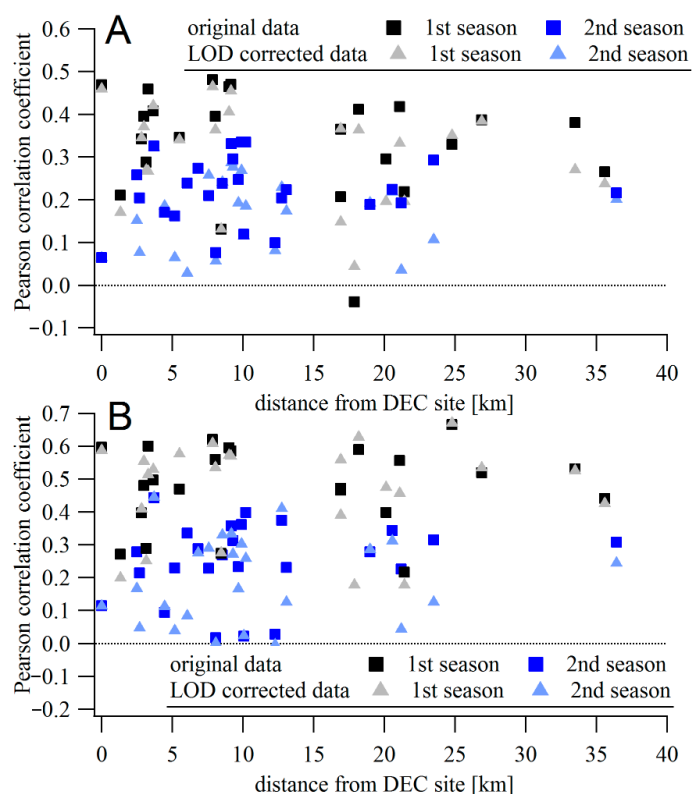 A
original data 1st season 2nd season
LOD corrected data 1st season 2nd season
Pearson correlation coefficient
0.6
0.5
0.4
0.3
0.2
0.1
0.0
−0.1
0 5 10 15 20 25 30 35 40
distance from DEC site [km]
B
Pearson correlation coefficient
0.7
0.6
0.5
0.4
0.3
0.2
0.1
0.0
−0.1
−0.2
original data 1st season 2nd season
LOD corrected data 1st season 2nd season
0 5 10 15 20 25 30 35 40
distance from DEC site [km]